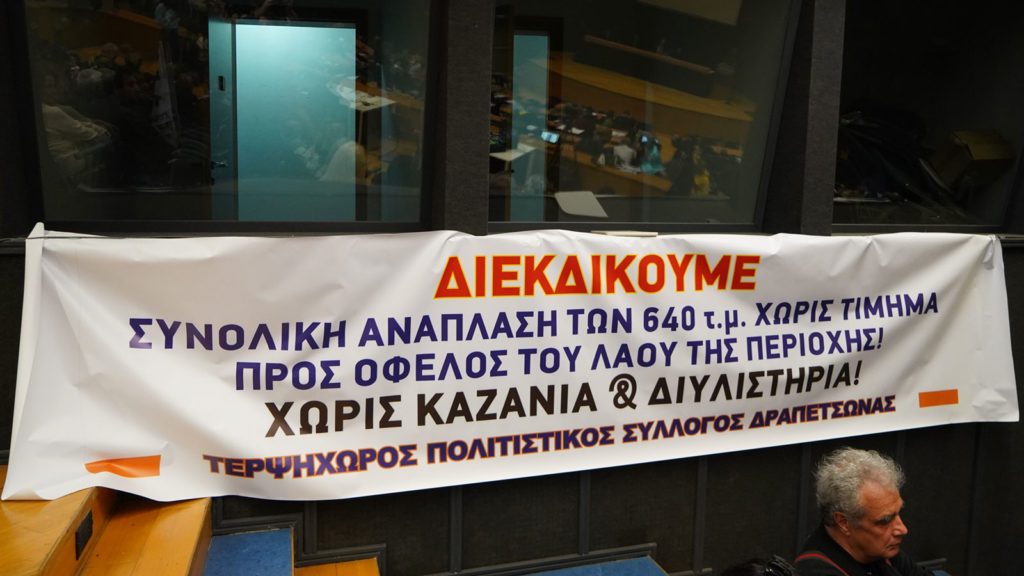 ΔΙΕΚΔΙΚΟΥΜΕ
ΣΥΝΟΛΙΚΗ ΑΝΑΠΛΑΣΗ ΤΩΝ 640 τ.μ. ΧΩΡΙΣ ΤΙΜΗΜΑ
ΠΡΟΣ ΟΦΕΛΟΣ ΤΟΥ ΛΑΟΥ ΤΗΣ ΠΕΡΙΟΧΗΣ!
ΧΩΡΙΣ ΚΑΖΑΝΙΑ & ΔΙΥΛΙΣΤΗΡΙΑ!
ΤΕΡΨΗΧΩΡΟΣ ΠΟΛΙΤΙΣΤΙΚΟΣ ΣΥΛΛΟΓΟΣ ΔΡΑΠΕΤΣΩΝΑΣ